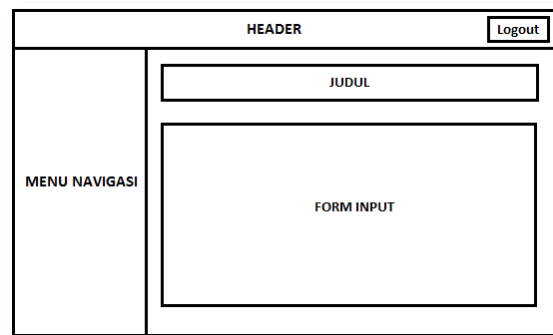 HEADER
Logout
JUDUL
MENU NAVIGASI
FORM INPUT